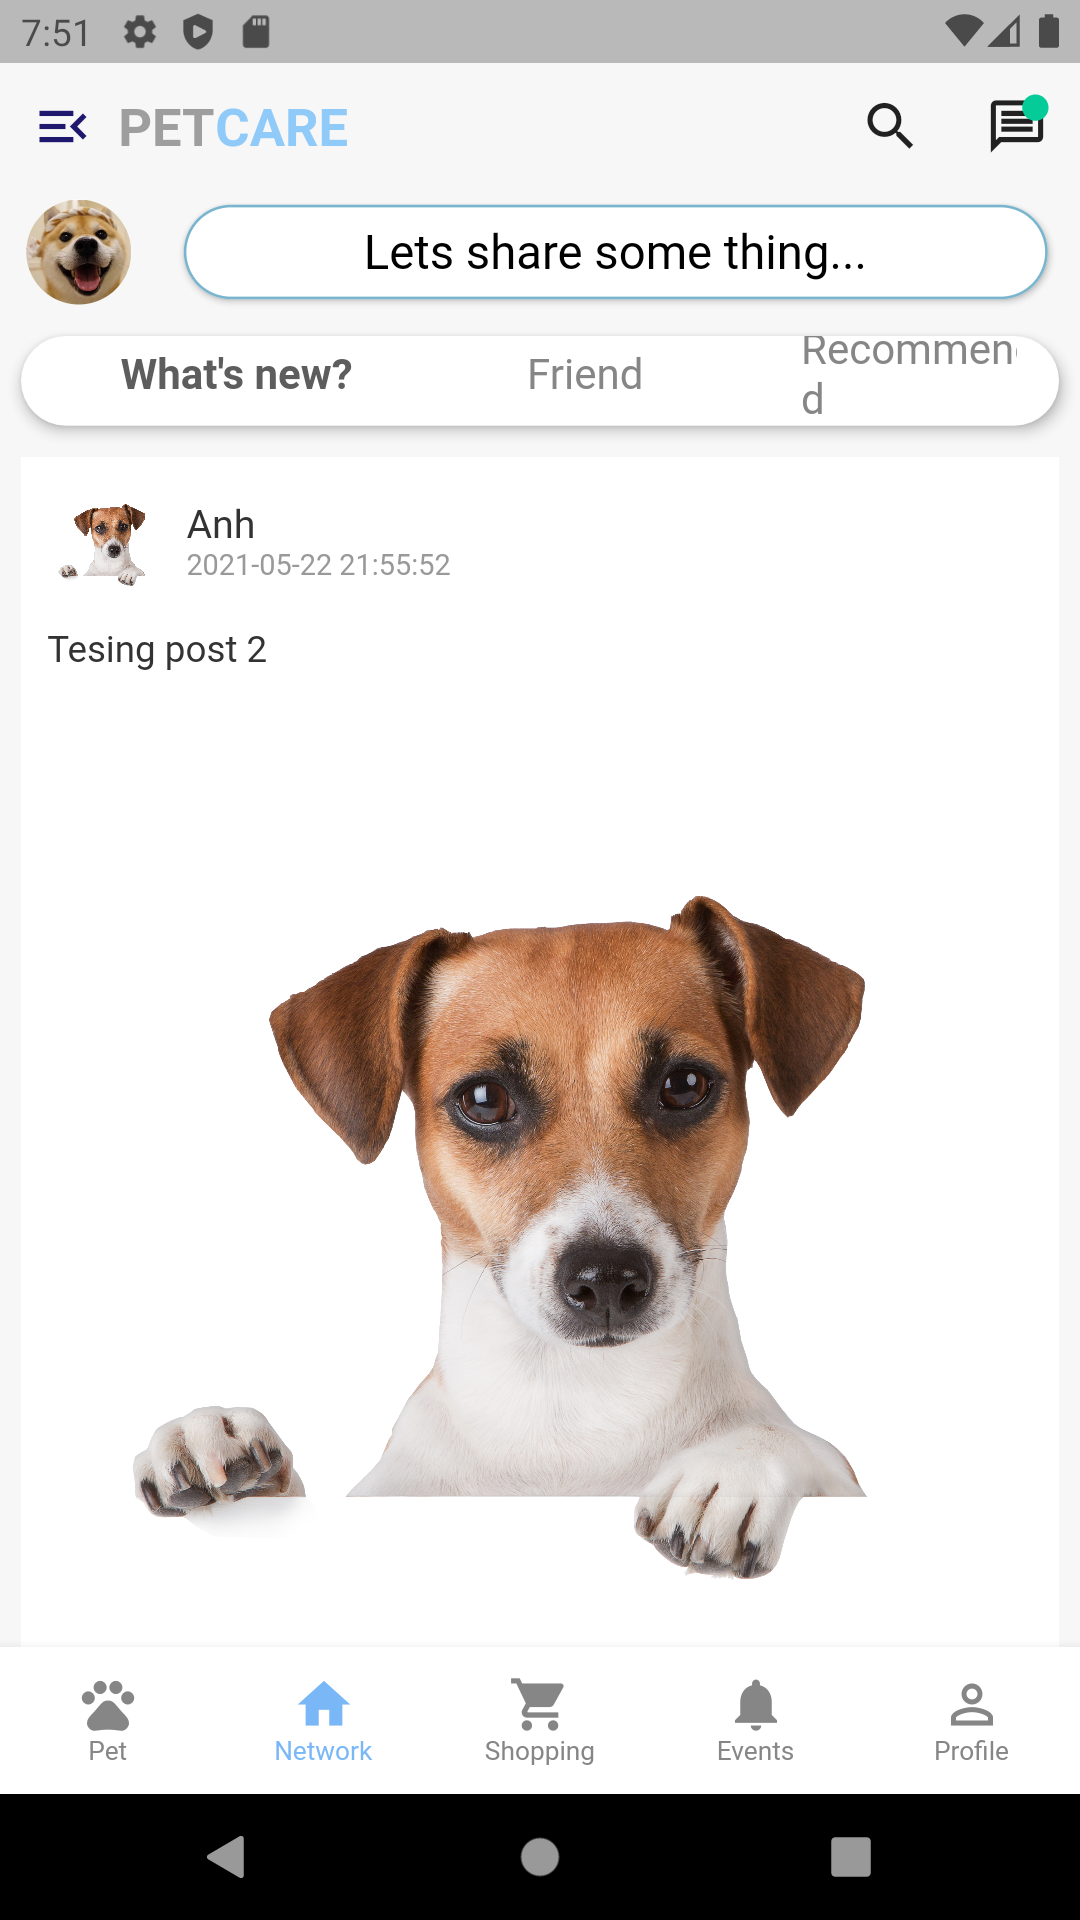 7:51
PETCARE
Lets share some thing...
What's new?
Friend
Recommen
d
Anh
2021-05-22 21:55:52
Tesing post 2
Pet
Network
Shopping
Events
Profile